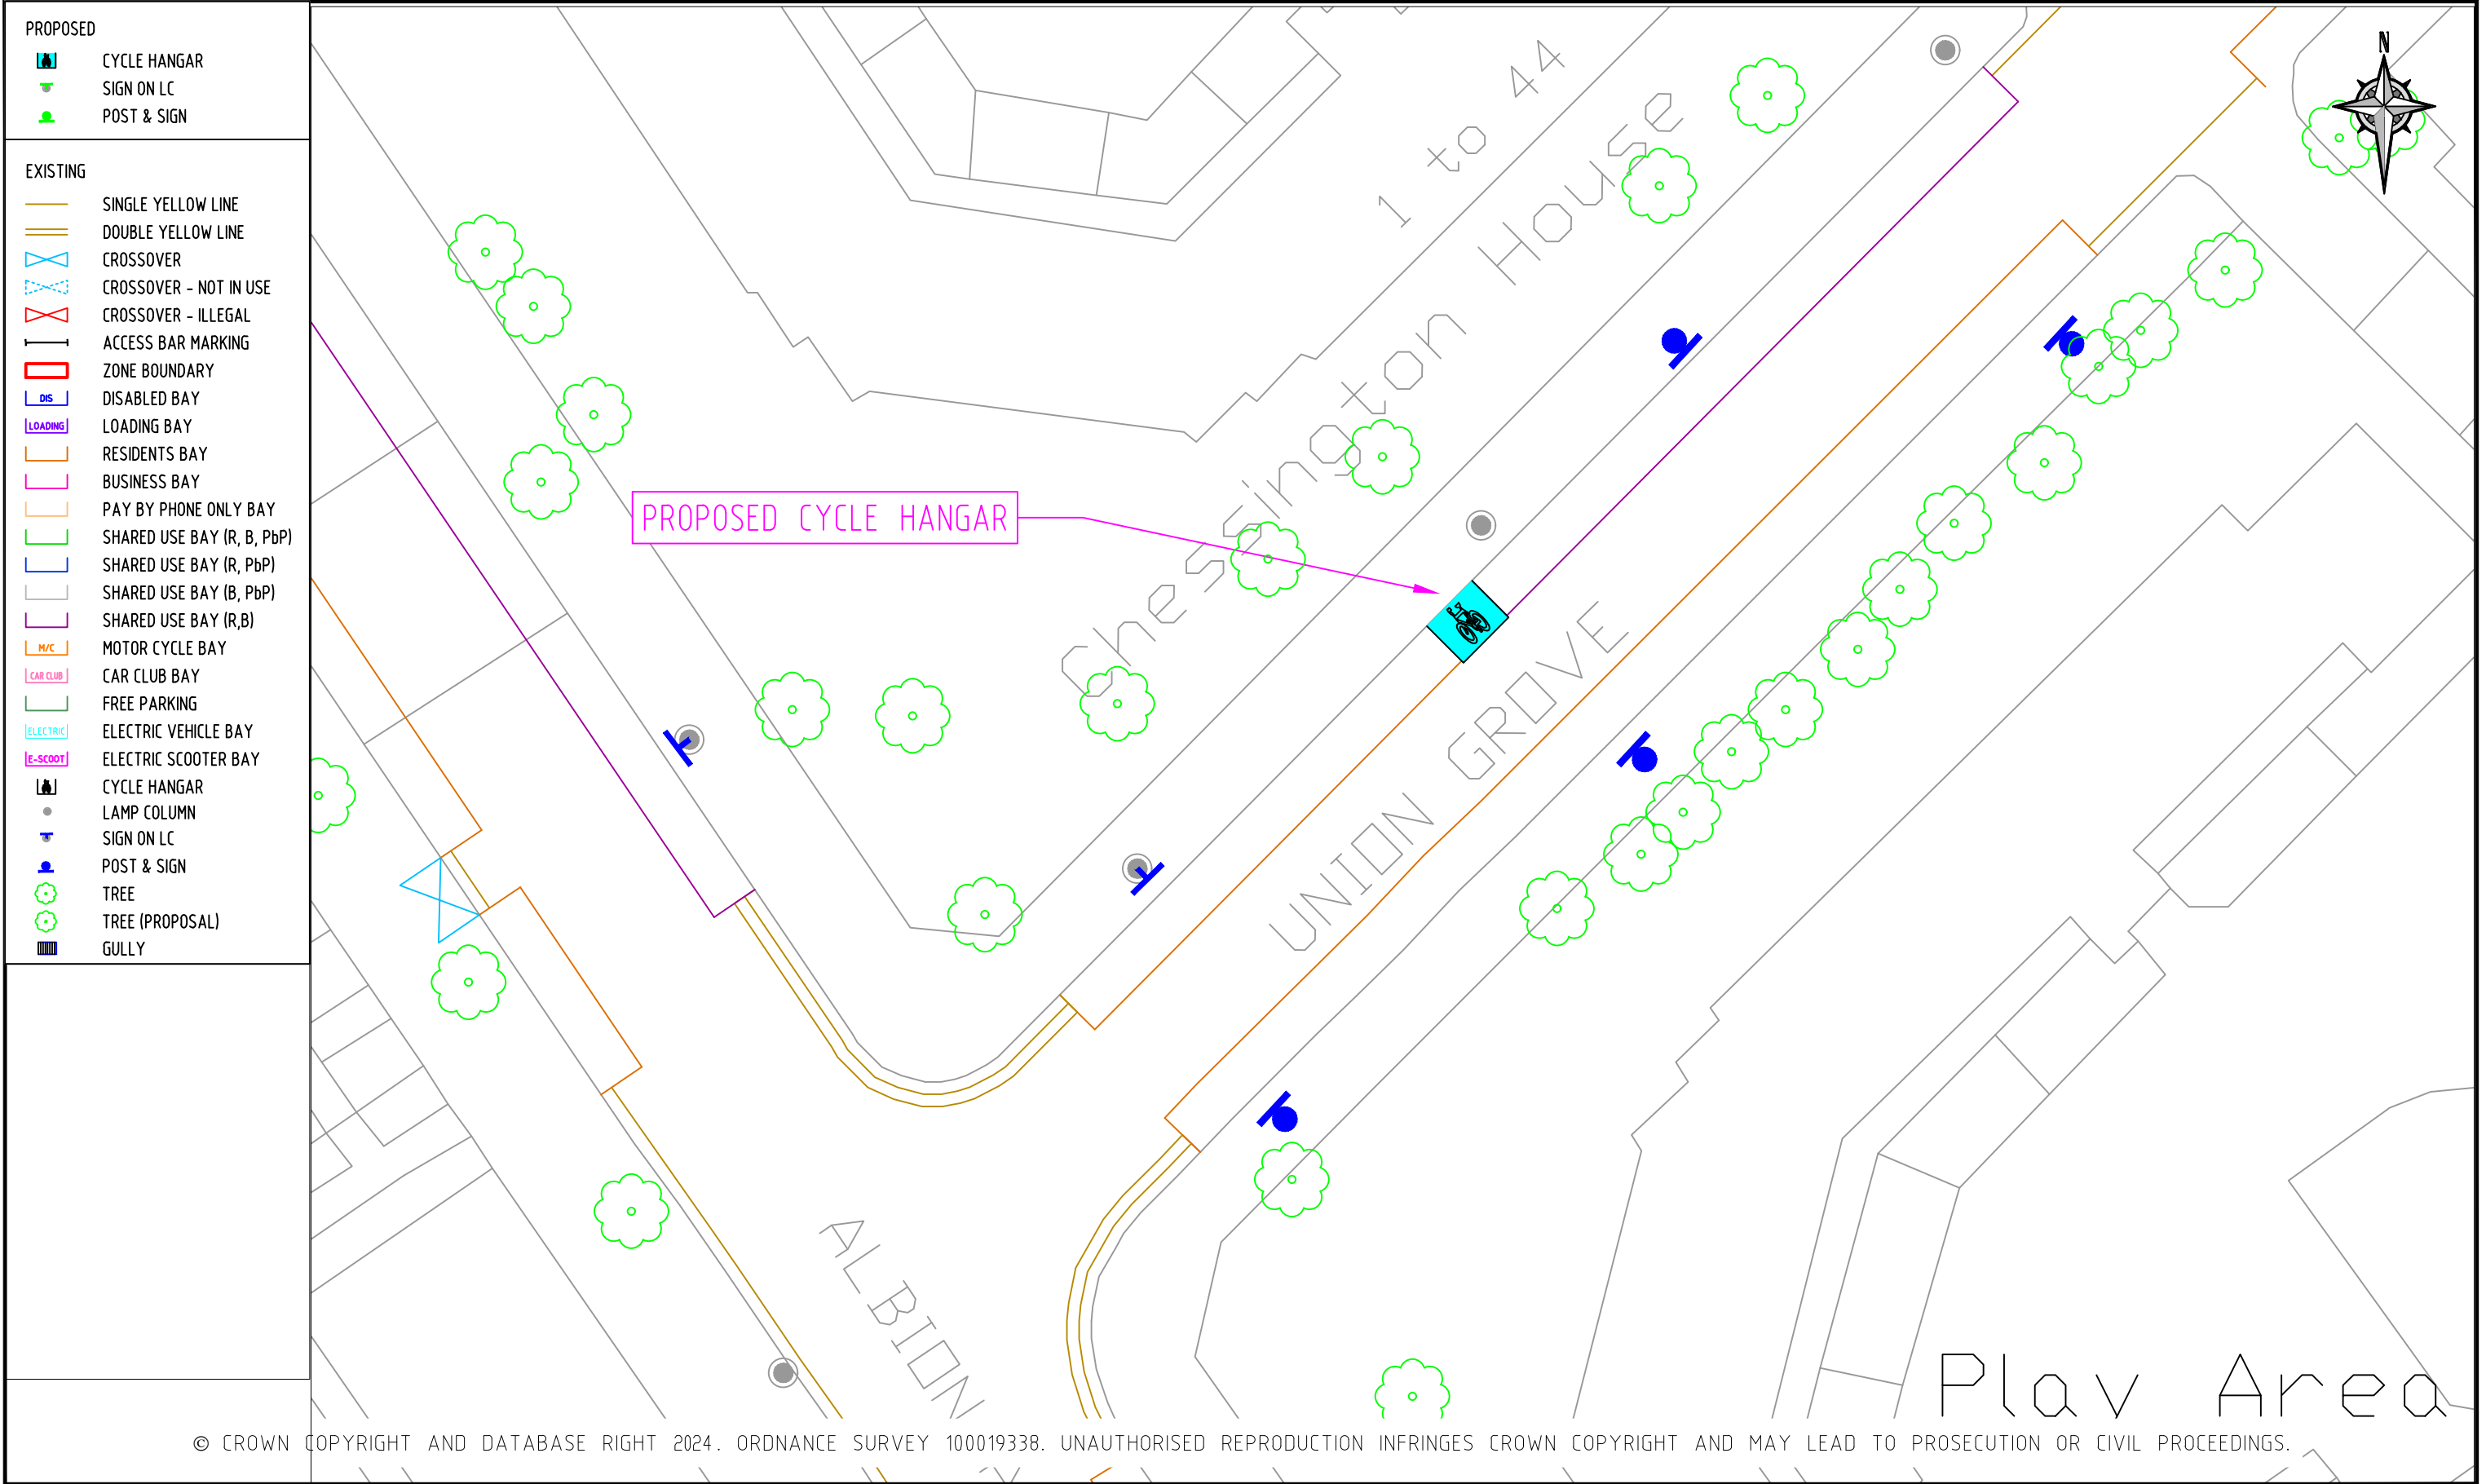 PROPOSED
CYCLE HANGAR
SIGN ON LC
POST & SIGN
EXISTING
SINGLE YELLOW LINE
DOUBLE YELLOW LINE
CROSSOVER
CROSSOVER - NOT IN USE
CROSSOVER - ILLEGAL
ACCESS BAR MARKING
ZONE BOUNDARY
DIS DISABLED BAY
LOADING LOADING BAY
RESIDENTS BAY
BUSINESS BAY
PAY BY PHONE ONLY BAY
SHARED USE BAY (R, B, PbP)
SHARED USE BAY (R, PbP)
SHARED USE BAY (B, PbP)
SHARED USE BAY (R,B)
M/C MOTOR CYCLE BAY
CAR CLUB CAR CLUB BAY
FREE PARKING
ELECTRIC ELECTRIC VEHICLE BAY
E-SCOOT ELECTRIC SCOOTER BAY
CYCLE HANGAR
LAMP COLUMN
SIGN ON LC
POST & SIGN
TREE
TREE (PROPOSAL)
GULLY
N
1 to 44
Chessington House
PROPOSED CYCLE HANGAR
UNION GROVE
ALBION
Play Area
© CROWN COPYRIGHT AND DATABASE RIGHT 2024. ORDNANCE SURVEY 100019338. UNAUTHORISED REPRODUCTION INFRINGES CROWN COPYRIGHT AND MAY LEAD TO PROSECUTION OR CIVIL PROCEEDINGS.